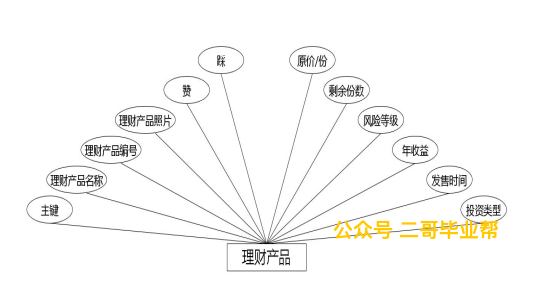 踩
原价/份
赞
剩余份数
理财产品照片
风险等级
理财产品编号
年收益
理财产品名称
发售时间
主键
投资类型
公众号 二哥毕业帮
理财产品